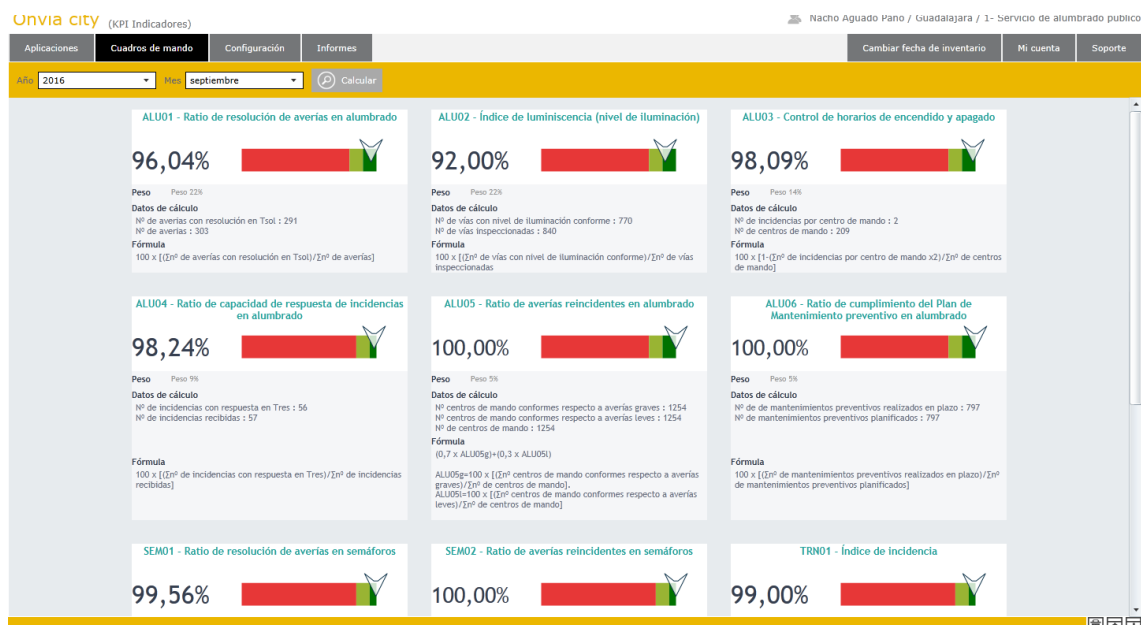 Onvia city (KPI Indicadores)
Nacho Aguado Pano / Guadalajara / 1- Servicio de alumbrado publico
Aplicaciones Cuadros de mando Configuración Informes Cambiar fecha de inventario Mi cuenta Soporte
Año 2016 Mes septiembre Calcular
ALU01 - Ratio de resolución de averías en alumbrado
96,04%
Peso Peso 22%
Datos de cálculo
Nº de averias con resolución en Tsol : 291
Nº de averias : 303
Fórmula
100 x [(Σnº de averías con resolución en Tsol)/Σnº de averías]
ALU02 - Índice de luminiscencia (nivel de iluminación)
92,00%
Peso Peso 22%
Datos de cálculo
Nº de vías con nivel de iluminación conforme : 770
Nº de vías inspeccionadas : 840
Fórmula
100 x [(Σnº de vías con nivel de iluminación conforme)/Σnº de vías
inspeccionadas
ALU03 - Control de horarios de encendido y apagado
98,09%
Peso Peso 14%
Datos de cálculo
Nº de incidencias por centro de mando : 2
Nº de centros de mando : 209
Fórmula
100 x [1-(Σnº de incidencias por centro de mando x2)/Σnº de centros
de mando]
ALU04 - Ratio de capacidad de respuesta de incidencias
en alumbrado
98,24%
Peso Peso 9%
Datos de cálculo
Nº de incidencias con respuesta en Tres : 56
Nº de incidencias recibidas : 57
Fórmula
100 x [(Σnº de incidencias con respuesta en Tres)/Σnº de incidencias
recibidas]
ALU05 - Ratio de averías reincidentes en alumbrado
100,00%
Peso Peso 5%
Datos de cálculo
Nº centros de mando conformes respecto a averías graves : 1254
Nº centros de mando conformes respecto a averías leves : 1254
Nº de centros de mando : 1254
Fórmula
(0,7 x ALU05g)+(0,3 x ALU05l)
ALU05g=100 x [(Σnº centros de mando conformes respecto a averías
graves)/Σnº de centros de mando].
ALU05l=100 x [(Σnº centros de mando conformes respecto a averías
leves)/Σnº de centros de mando]
ALU06 - Ratio de cumplimiento del Plan de
Mantenimiento preventivo en alumbrado
100,00%
Peso Peso 5%
Datos de cálculo
Nº de de mantenimientos preventivos realizados en plazo : 797
Nº de mantenimientos preventivos planificados : 797
Fórmula
100 x [(Σnº de mantenimientos preventivos realizados en plazo)/Σnº
de mantenimientos preventivos planificados]
SEM01 - Ratio de resolución de averías en semáforos
99,56%
SEM02 - Ratio de averías reincidentes en semáforos
100,00%
TRN01 - Índice de incidencia
99,00%